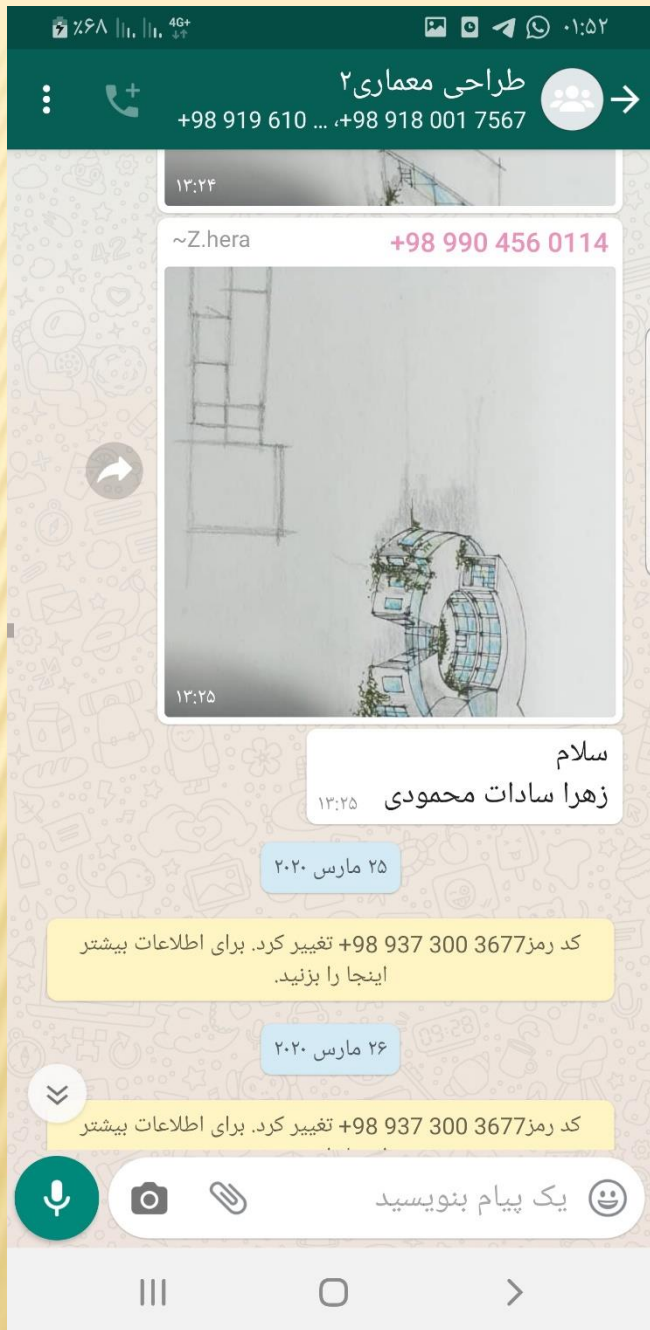 ٪۶۸ 4G+ ۰۱:۵۲
طراحی معماری۲
+98 919 610 ... ،+98 918 001 7567
۱۳:۲۴
~Z.hera +98 990 456 0114
۱۳:۲۵
سلام
زهرا سادات محمودی ۱۳:۲۵
۲۵ مارس ۲۰۲۰
کد رمز3677 300 937 98+ تغییر کرد. برای اطلاعات بیشتر
اینجا را بزنید.
۲۶ مارس ۲۰۲۰
کد رمز3677 300 937 98+ تغییر کرد. برای اطلاعات بیشتر
یک پیام بنویسید